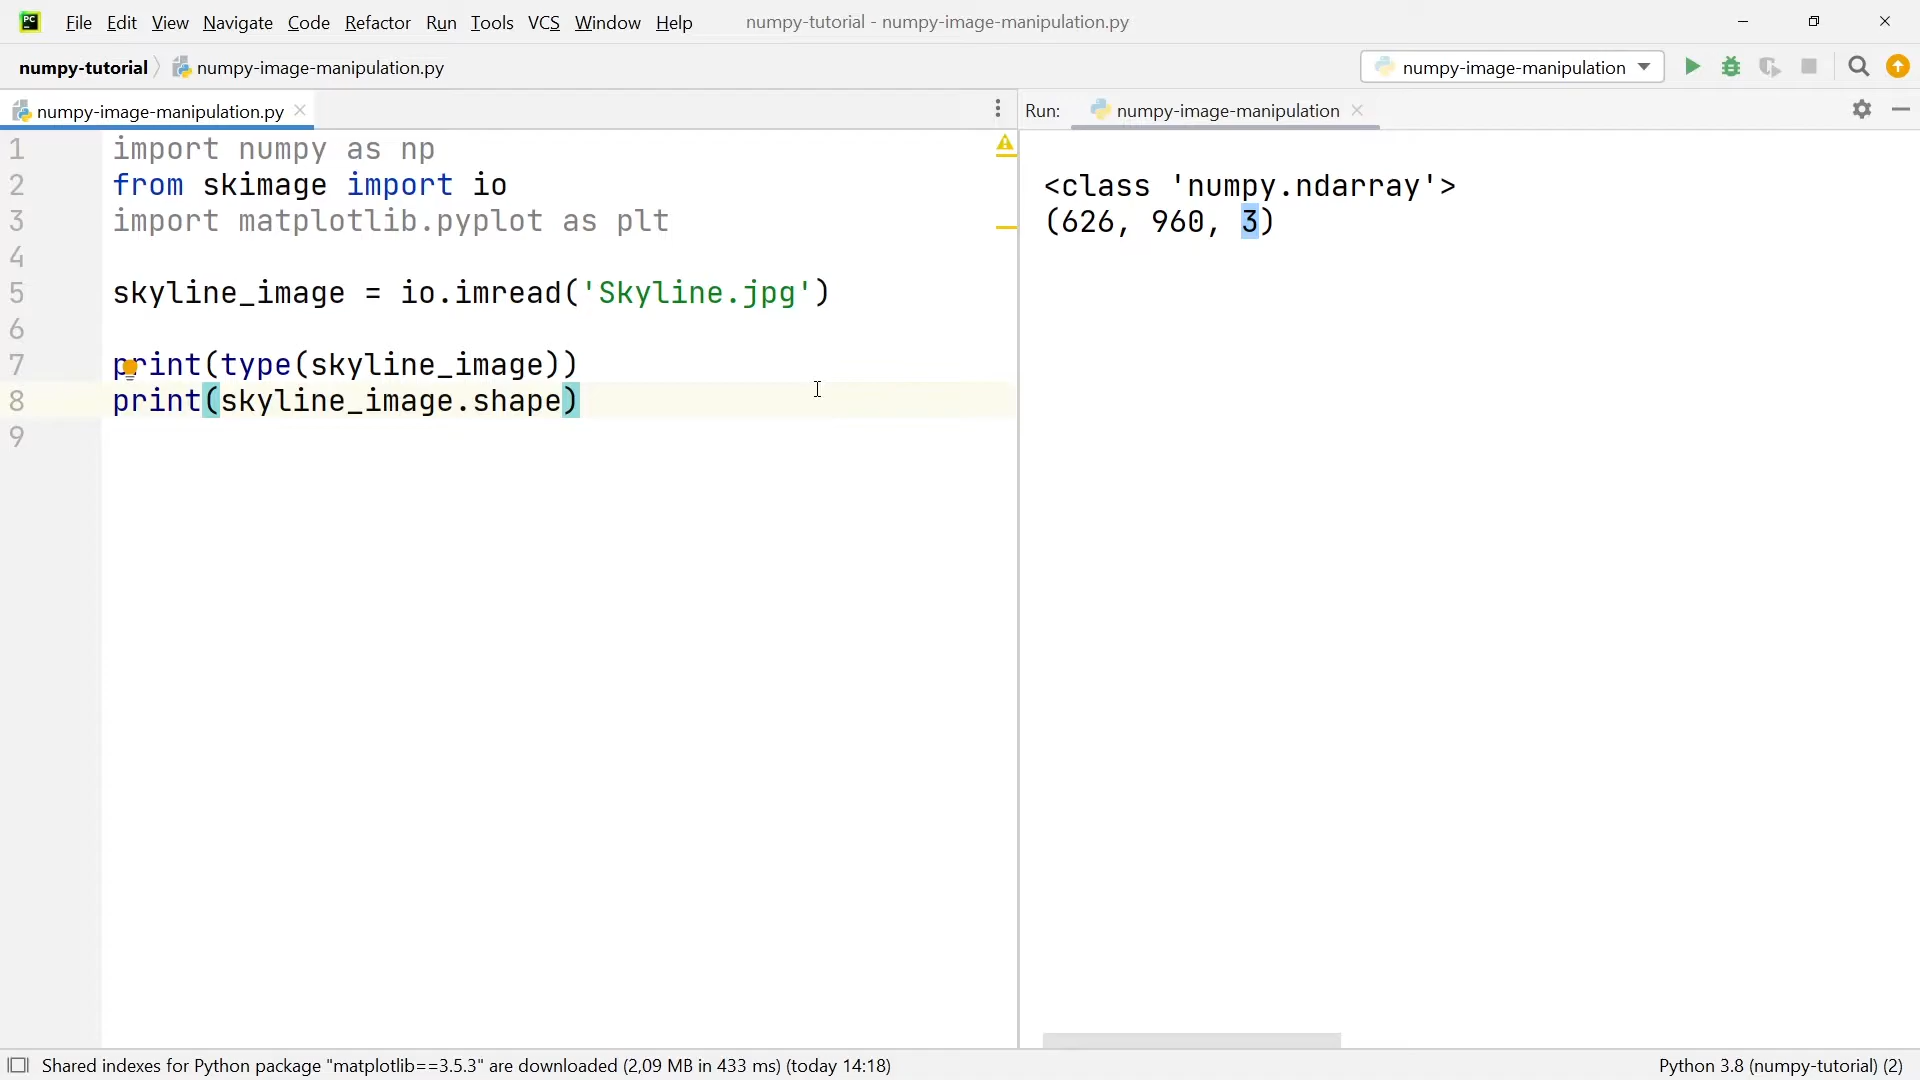 PC
File Edit View Navigate Code Refactor Run Tools VCS Window Help numpy-tutorial - numpy-image-manipulation.py
numpy-tutorial numpy-image-manipulation.py numpy-image-manipulation
numpy-image-manipulation.py
Run: numpy-image-manipulation
1 import numpy as np
2 from skimage import io
3 import matplotlib.pyplot as plt
4
5 skyline_image = io.imread('Skyline.jpg')
6
7 print(type(skyline_image))
8 print(skyline_image.shape)
9
<class 'numpy.ndarray'>
(626, 960, 3)
Shared indexes for Python package "matplotlib==3.5.3" are downloaded (2,09 MB in 433 ms) (today 14:18) Python 3.8 (numpy-tutorial) (2)